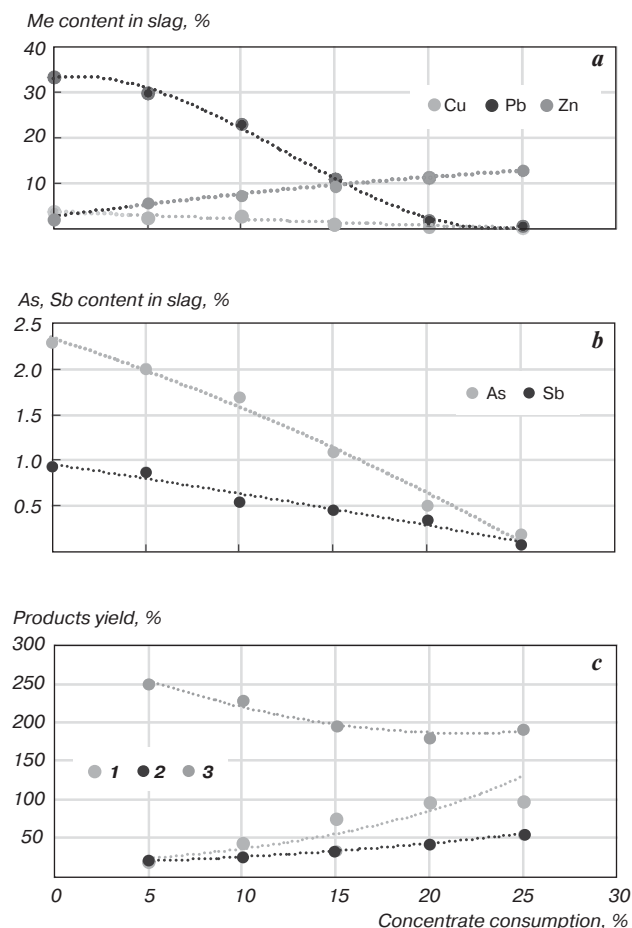 Me content in slag, %
40
a
30
Cu Pb Zn
20
10
As, Sb content in slag, %
2.5
b
2.0
As Sb
1.5
1.0
0.5
Products yield, %
300
c
250
200
150
1 2 3
100
50
0 5 10 15 20 25 30
Concentrate consumption, %